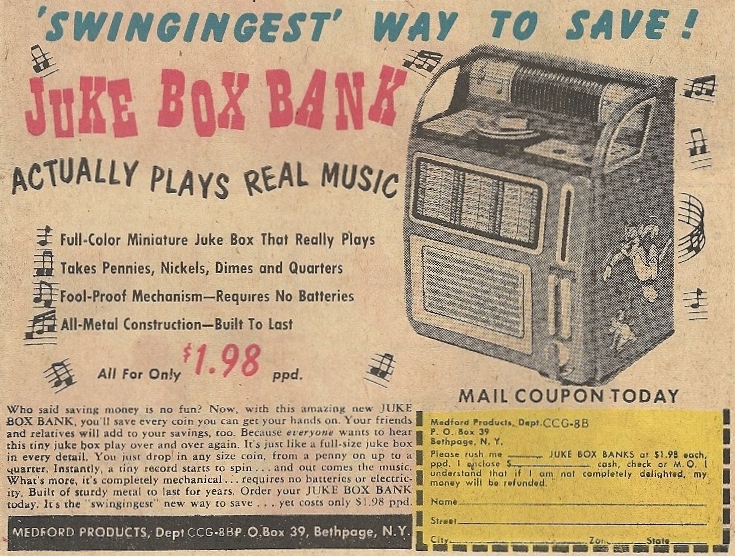 'SWINGINGEST' WAY TO SAVE!
JUKE BOX BANK
ACTUALLY PLAYS REAL MUSIC
Full-Color Miniature Juke Box That Really Plays
Takes Pennies, Nickels, Dimes and Quarters
Fool-Proof Mechanism—Requires No Batteries
All-Metal Construction—Built To Last
All For Only $1.98 ppd.
Who said saving money is no fun? Now, with this amazing new JUKE
BOX BANK, you'll save every coin you can get your hands on. Your friends
and relatives will add to your savings, too. Because everyone wants to hear
this tiny juke box play over and over again. It's just like a full-size juke box
in every detail. You just drop in any size coin, from a penny on up to a
quarter. Instantly, a tiny record starts to spin . . . and out comes the music.
What's more, it's completely mechanical . . . requires no batteries or electric-
ity. Built of sturdy metal to last for years. Order your JUKE BOX BANK
today. It's the "swingingest" new way to save . . . yet costs only $1.98 ppd.
MEDFORD PRODUCTS, Dept CCG-8B P.O. Box 39, Bethpage, N.Y.
MAIL COUPON TODAY
Medford Products, Dept. CCG-8B
P. O. Box 39
Bethpage, N. Y.
Please rush me ______ JUKE BOX BANKS at $1.98 each,
ppd. I enclose $__________ cash, check or M.O. I
understand that if I am not completely delighted, my
money will be refunded.
Name
Street
City Zone State